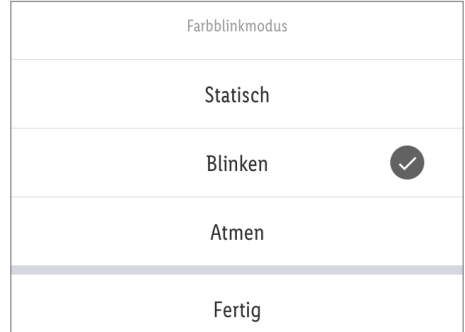 Farbblinkmodus
Statisch
Blinken
Atmen
Fertig